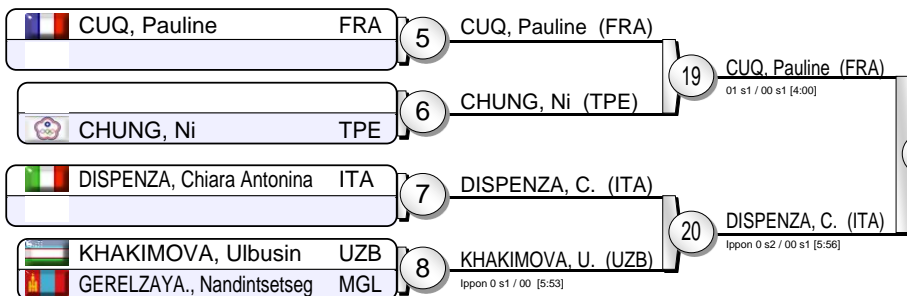 CUQ, Pauline FRA
5
CUQ, Pauline (FRA)
19
CUQ, Pauline (FRA)
01 s1 / 00 s1 [4:00]
6
CHUNG, Ni (TPE)
CHUNG, Ni TPE
DISPENZA, Chiara Antonina ITA
7
DISPENZA, C. (ITA)
20
DISPENZA, C. (ITA)
Ippon 0 s2 / 00 s1 [5:56]
KHAKIMOVA, Ulbusin UZB
8
KHAKIMOVA, U. (UZB)
Ippon 0 s1 / 00 [5:53]
GERELZAYA., Nandintsetseg MGL